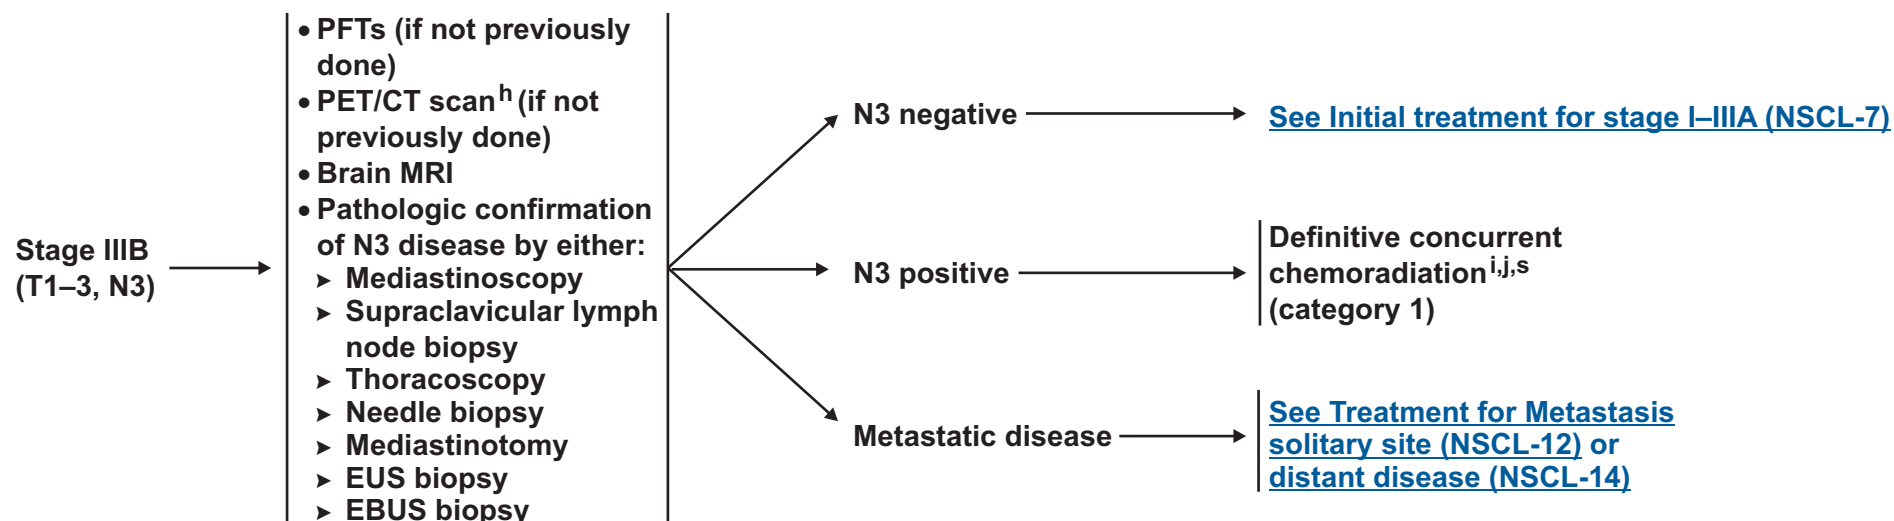 Stage IIIB
(T1–3, N3)
• PFTs (if not previously
done)
• PET/CT scanʰ (if not
previously done)
• Brain MRI
• Pathologic confirmation
of N3 disease by either:
➤ Mediastinoscopy
➤ Supraclavicular lymph
node biopsy
➤ Thoracoscopy
➤ Needle biopsy
➤ Mediastinotomy
➤ EUS biopsy
➤ EBUS biopsy
N3 negative
See Initial treatment for stage I–IIIA (NSCL-7)
N3 positive
Definitive concurrent
chemoradiationⁱ,ʲ,ˢ
(category 1)
Metastatic disease
See Treatment for Metastasis
solitary site (NSCL-12) or
distant disease (NSCL-14)